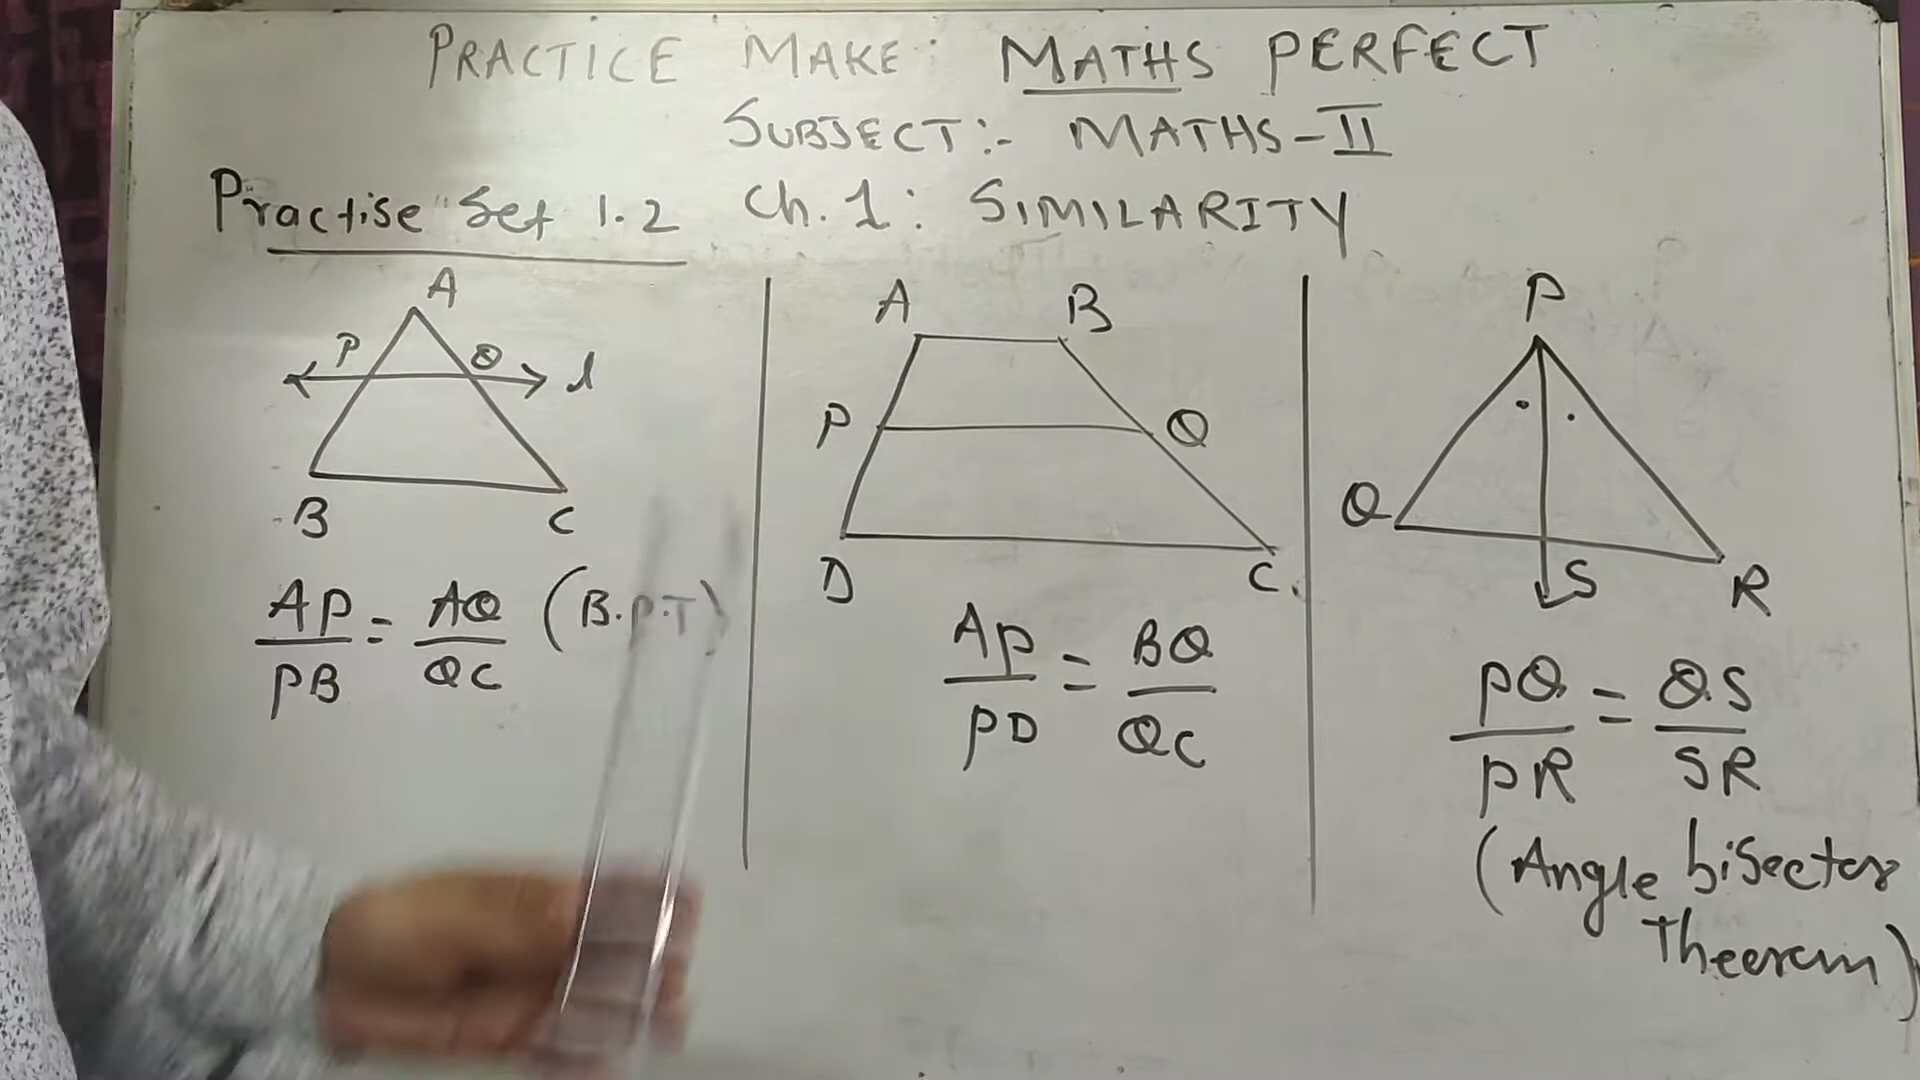 PRACTICE MAKE: MATHS PERFECT
SUBJECT:- MATHS-II
Practise Set 1.2 Ch.1: SIMILARITY
A
P Q l
B C
AP/PB = AQ/QC (B.P.T)
A B
P Q
D C
AP/PD = BQ/QC
P
Q S R
PQ/PR = QS/SR
(Angle bisector
Theorem)